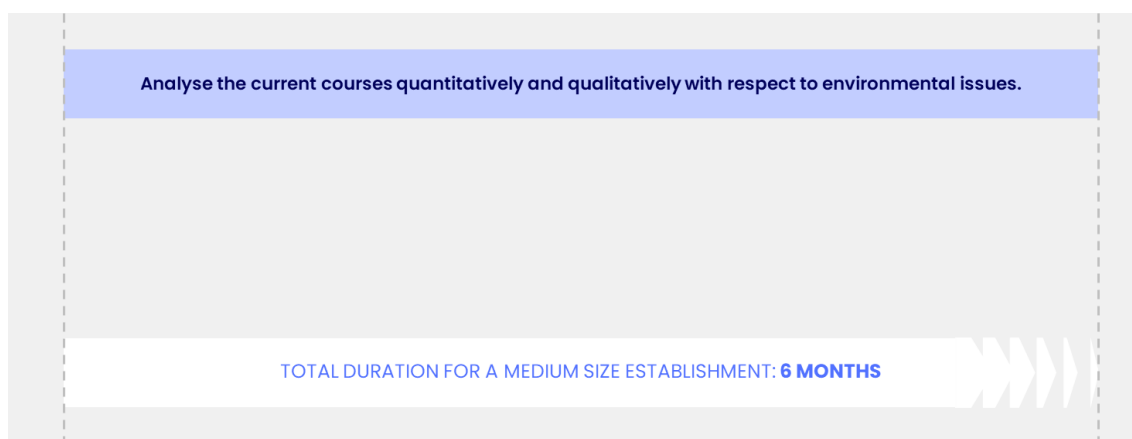 Analyse the current courses quantitatively and qualitatively with respect to environmental issues.
TOTAL DURATION FOR A MEDIUM SIZE ESTABLISHMENT: 6 MONTHS